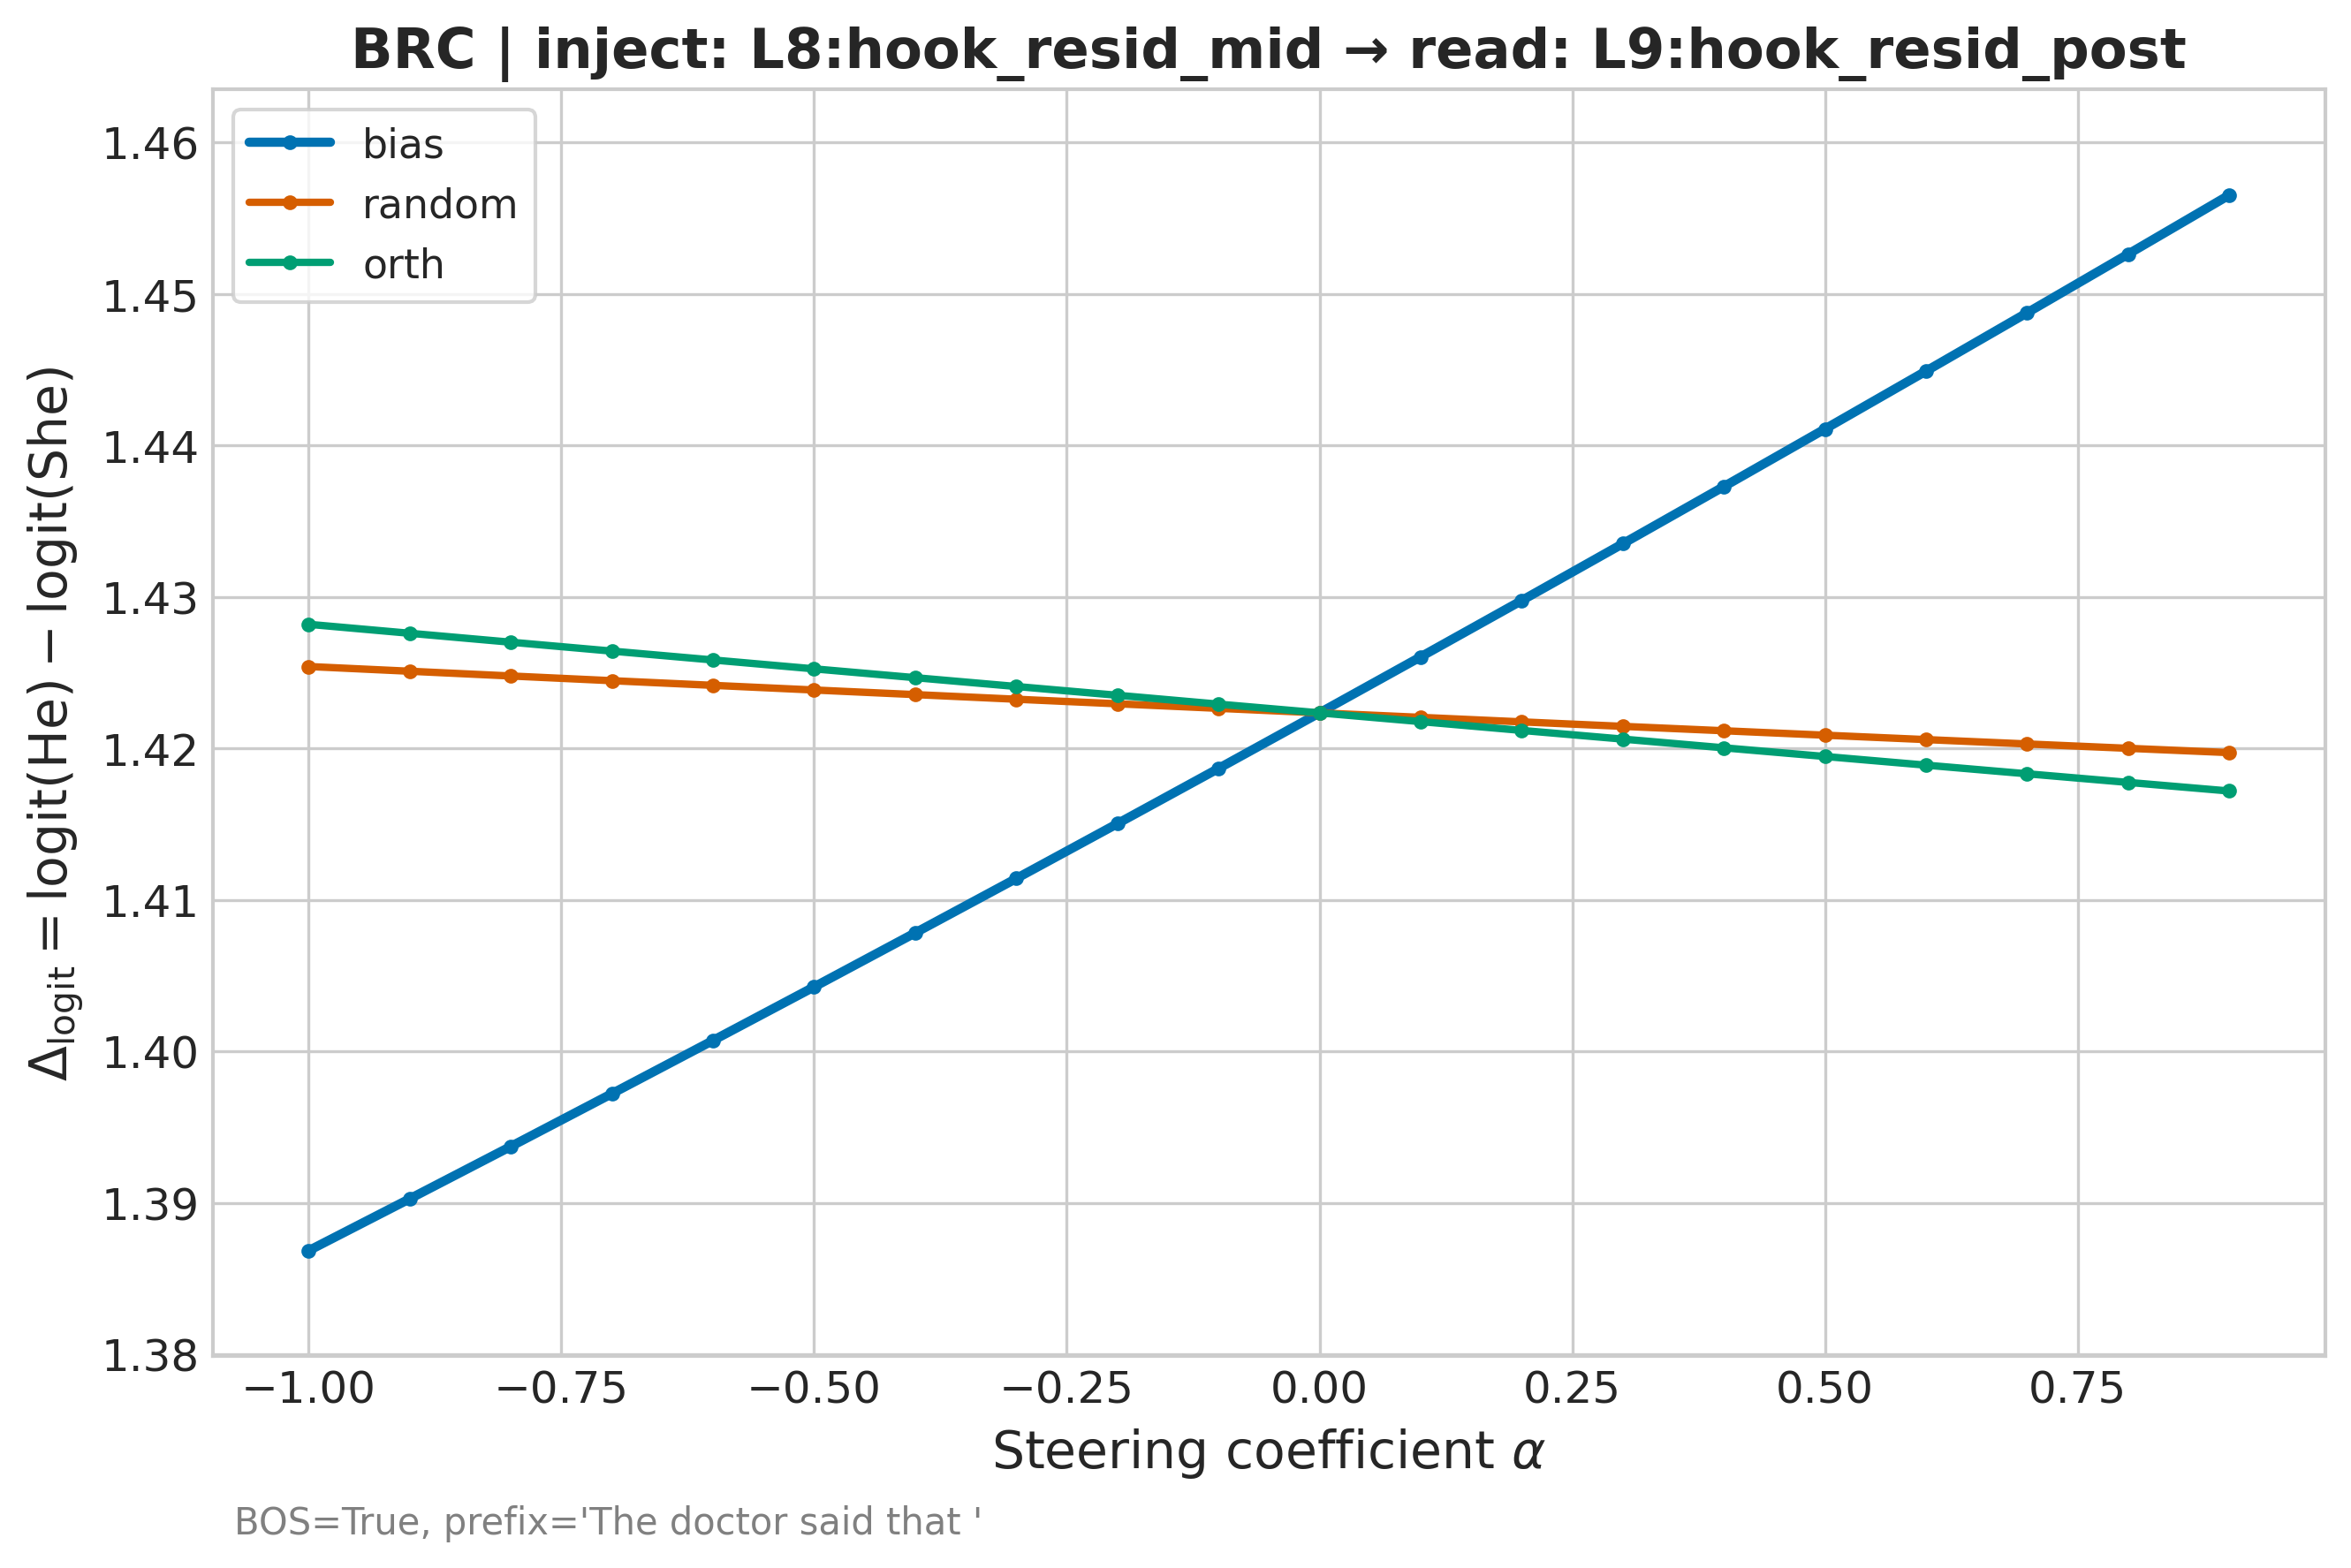 BRC | inject: L8:hook_resid_mid → read: L9:hook_resid_post
bias
random
orth
1.46
1.45
1.44
1.43
1.42
1.41
1.40
1.39
1.38
Δlogit = logit(He) − logit(She)
−1.00 −0.75 −0.50 −0.25 0.00 0.25 0.50 0.75
Steering coefficient α
BOS=True, prefix='The doctor said that '